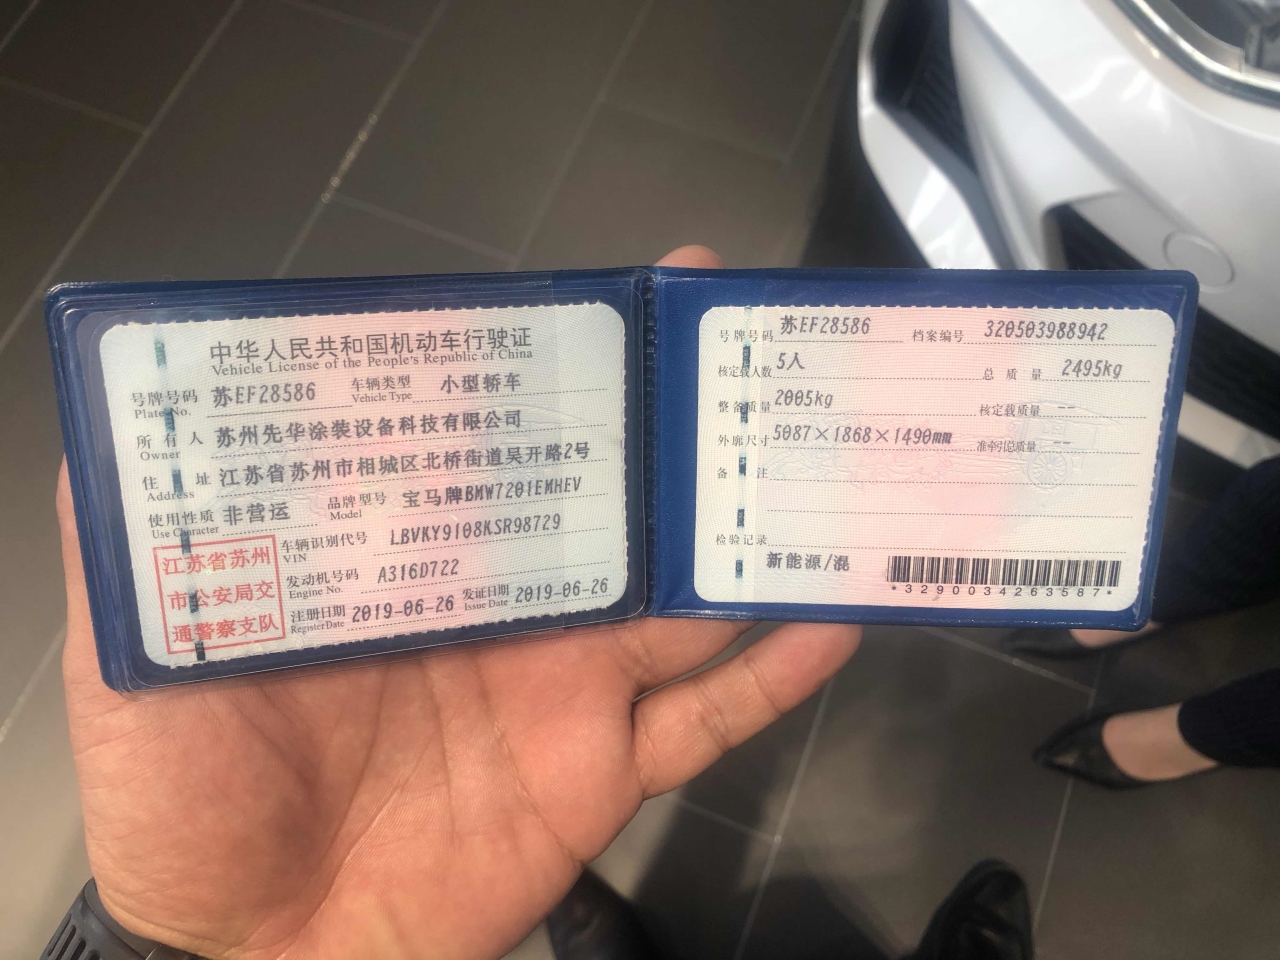 中华人民共和国机动车行驶证
Vehicle License of the People's Republic of China
号牌号码 苏EF28586 车辆类型 小型轿车
Plate No. Vehicle Type
所有人 苏州先华涂装设备科技有限公司
Owner
住址 江苏省苏州市相城区北桥街道吴开路2号
Address
使用性质 非营运 品牌型号 宝马牌BMW7201EMHEV
Use Character Model
江苏省苏州
市公安局交
通警察支队
车辆识别代号 LBVKY9108KSR98729
VIN
发动机号码 A316D722
Engine No.
注册日期 2019-06-26 发证日期 2019-06-26
Register Date Issue Date
号牌号码 苏EF28586 档案编号 320503988942
核定载人数 5人 总质量 2495kg
整备质量 2005kg 核定载质量 --
外廓尺寸 5087×1868×1490mm 准牵引总质量 --
备注
检验记录
新能源/混
*3290034263587*